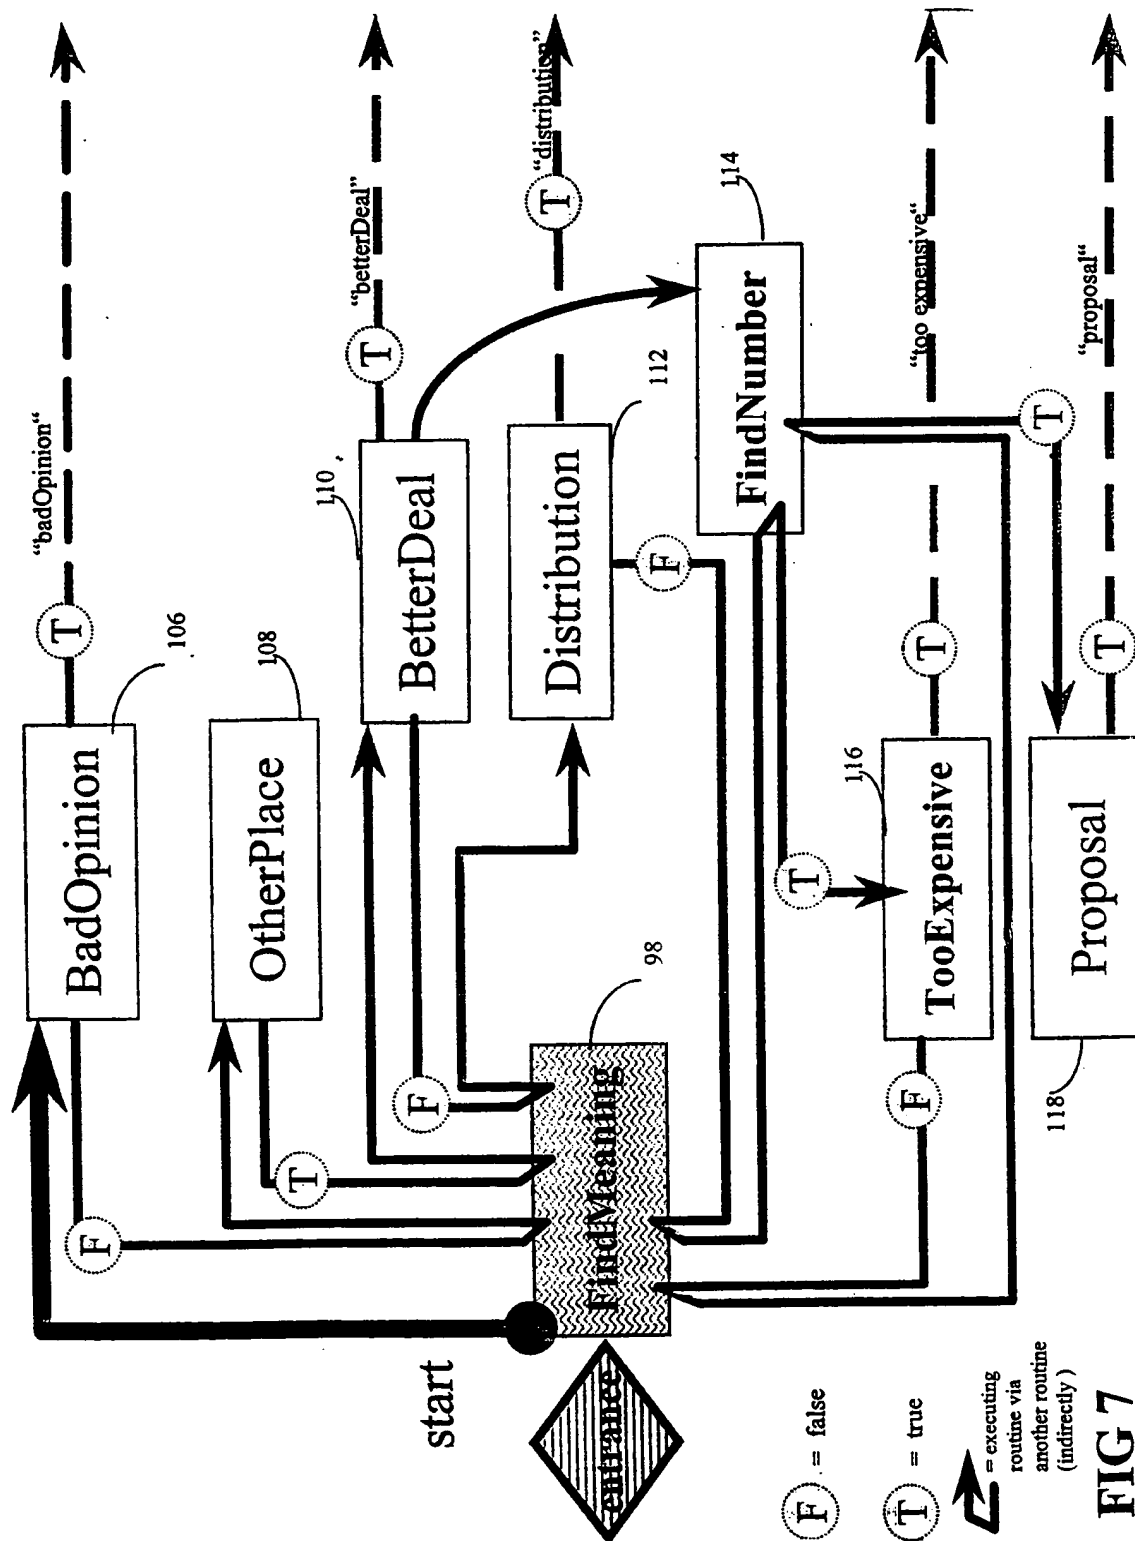 “badOpinion“
T
106
BadOpinion
F
108
OtherPlace
T
“betterDeal”
T
110
BetterDeal
F
“distribution”
T
112
Distribution
F
114
FindNumber
T
T
98
FindMeaning
start
entrance
“too expensive“
T
116
TooExpensive
F
“proposal“
T
Proposal
118
F = false
T = true
= executing
routine via
another routine
(indirectly )
FIG 7